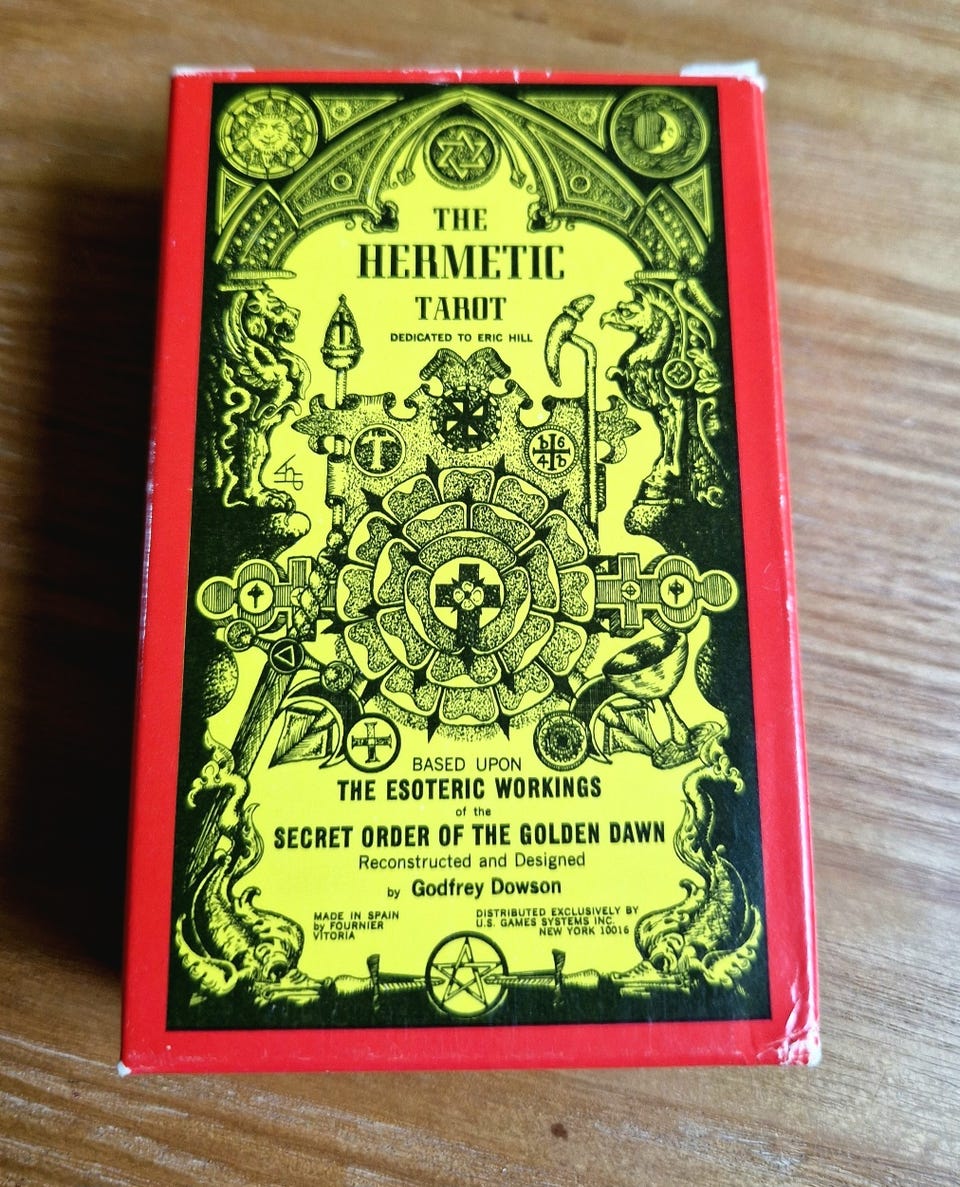 THE
HERMETIC
TAROT
DEDICATED TO ERIC HILL
BASED UPON
THE ESOTERIC WORKINGS
of the
SECRET ORDER OF THE GOLDEN DAWN
Reconstructed and Designed
by Godfrey Dowson
MADE IN SPAIN
by FOURNIER
VITORIA
DISTRIBUTED EXCLUSIVELY BY
U.S. GAMES SYSTEMS INC.
NEW YORK 10016